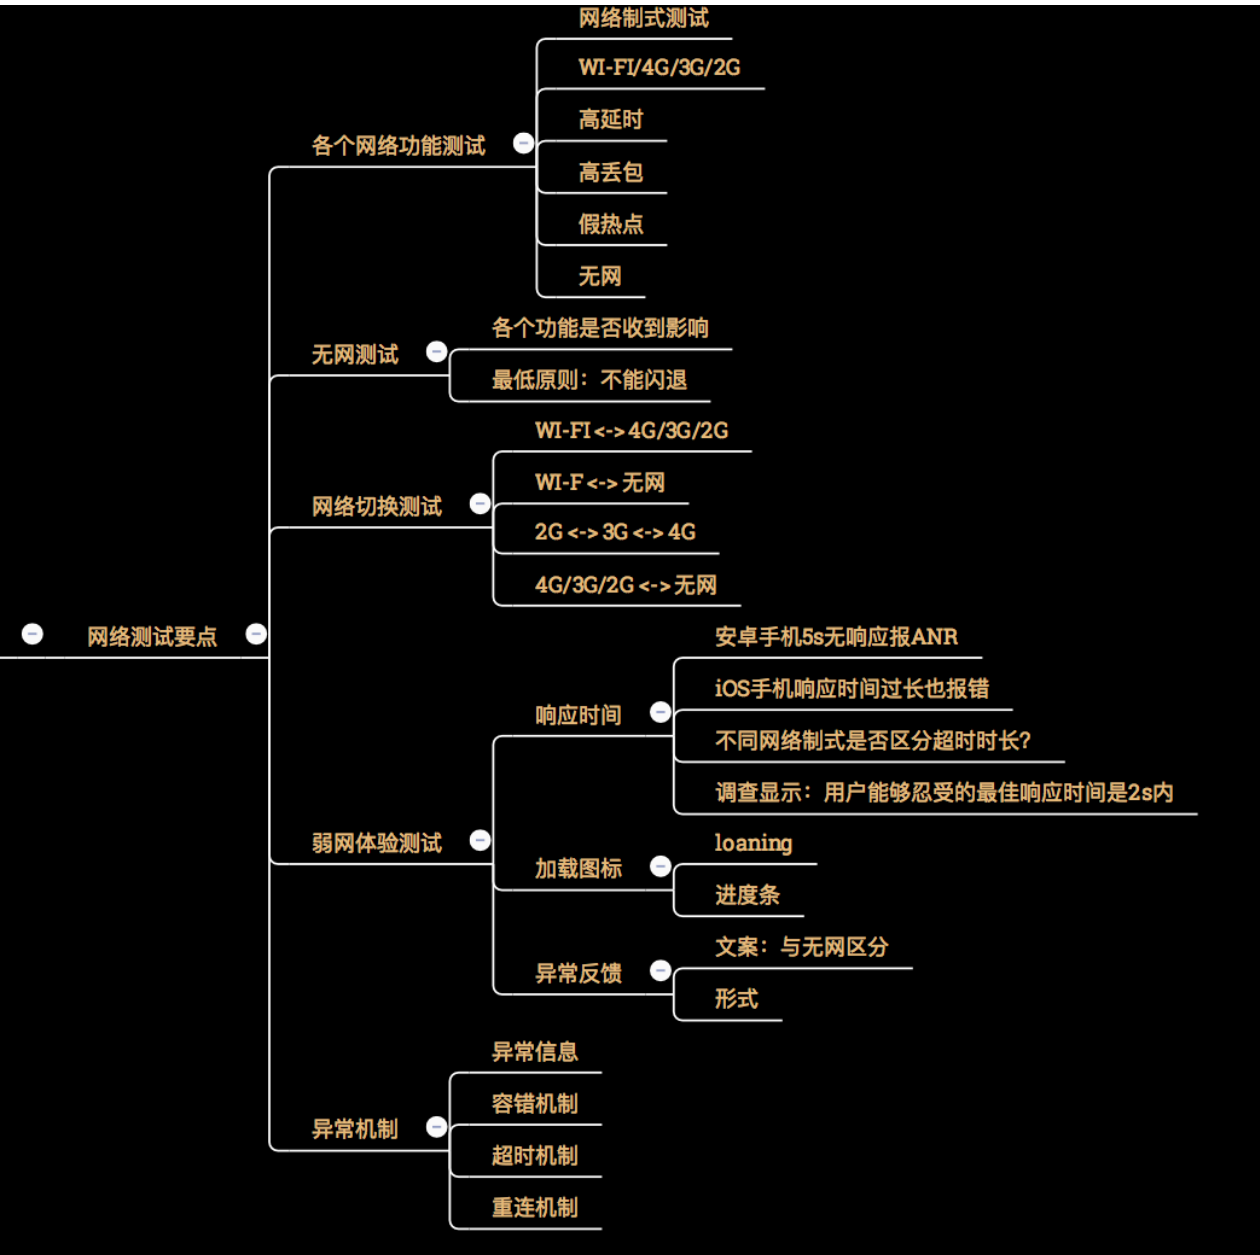 网络制式测试
WI-FI/4G/3G/2G
高延时
各个网络功能测试
高丢包
假热点
无网
各个功能是否收到影响
无网测试
最低原则：不能闪退
WI-FI <-> 4G/3G/2G
WI-F <-> 无网
网络切换测试
2G <-> 3G <-> 4G
4G/3G/2G <-> 无网
网络测试要点
安卓手机5s无响应报ANR
iOS手机响应时间过长也报错
响应时间
不同网络制式是否区分超时时长？
调查显示：用户能够忍受的最佳响应时间是2s内
弱网体验测试
loaning
加载图标
进度条
文案：与无网区分
异常反馈
形式
异常信息
容错机制
异常机制
超时机制
重连机制